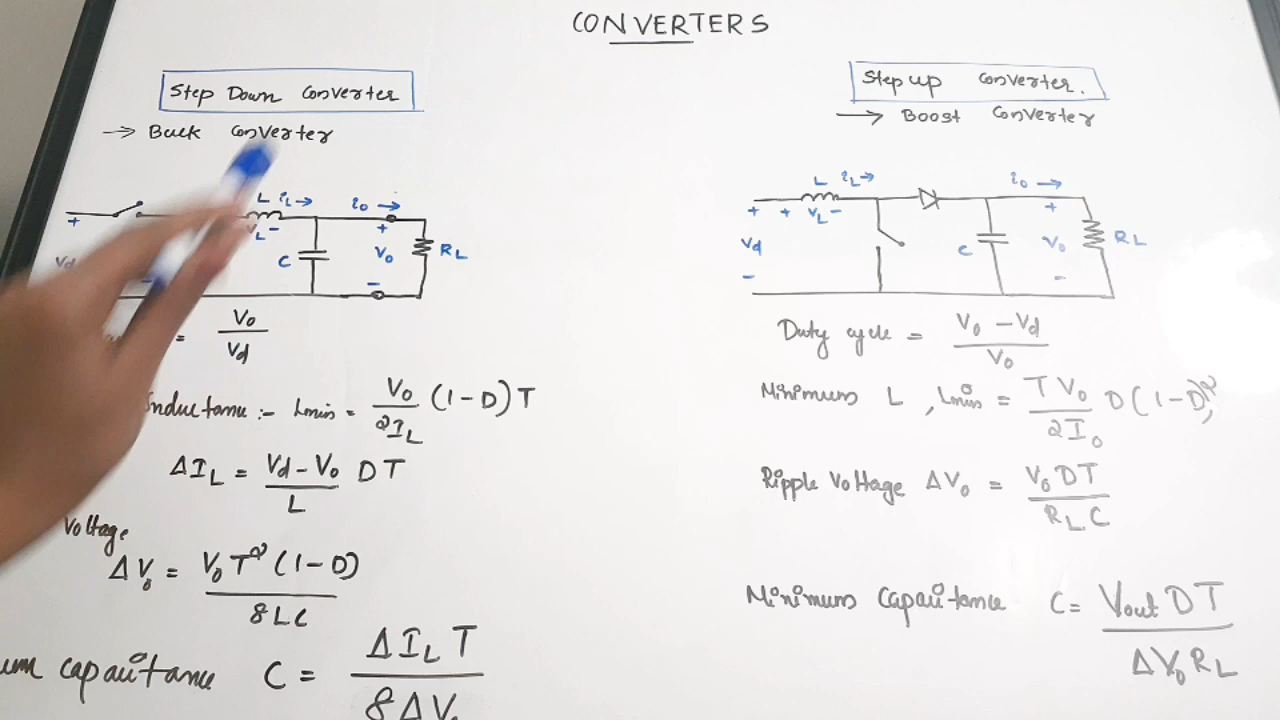 CONVERTERS
Step Down Converter
→ Buck Converter
L iL →
io →
+
+
VL -
C
Vo
RL
Vd
-
= Vo / Vd
Inductance :- Lmin = Vo / 2IL (1-D) T
ΔIL = Vd - Vo / L DT
Voltage
ΔVo = Vo T² (1-D) / 8LC
um capacitance C = ΔIL T / 8ΔVo
Step up Converter.
→ Boost Converter
L iL →
io →
+ + VL -
+
Vd
C
Vo
RL
-
-
Duty cycle = Vo - Vd / Vo
Minimum L, Lmin = T Vo / 2Io D(1-D)²
Ripple Voltage ΔVo = Vo DT / RL C
Minimum Capacitance C = Vout DT / ΔVo RL